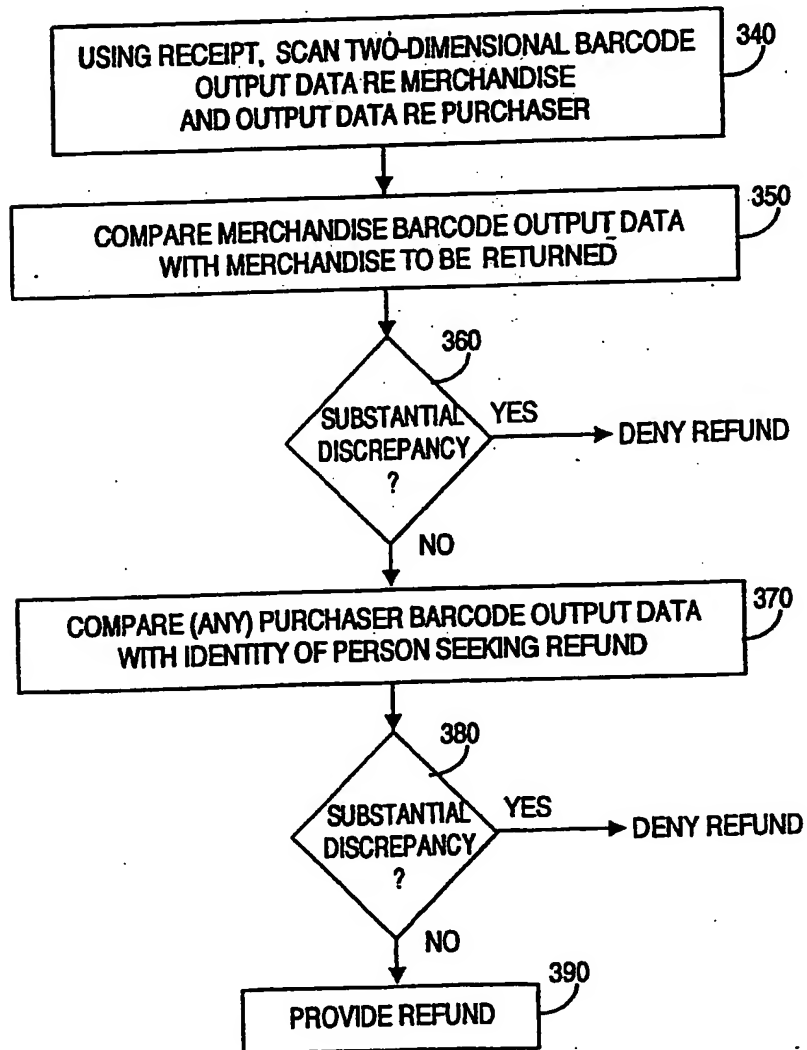 USING RECEIPT, SCAN TWO-DIMENSIONAL BARCODE
OUTPUT DATA RE MERCHANDISE
AND OUTPUT DATA RE PURCHASER
340
COMPARE MERCHANDISE BARCODE OUTPUT DATA
WITH MERCHANDISE TO BE RETURNED
350
360
SUBSTANTIAL
DISCREPANCY
?
YES
DENY REFUND
NO
COMPARE (ANY) PURCHASER BARCODE OUTPUT DATA
WITH IDENTITY OF PERSON SEEKING REFUND
370
380
SUBSTANTIAL
DISCREPANCY
?
YES
DENY REFUND
NO
PROVIDE REFUND
390